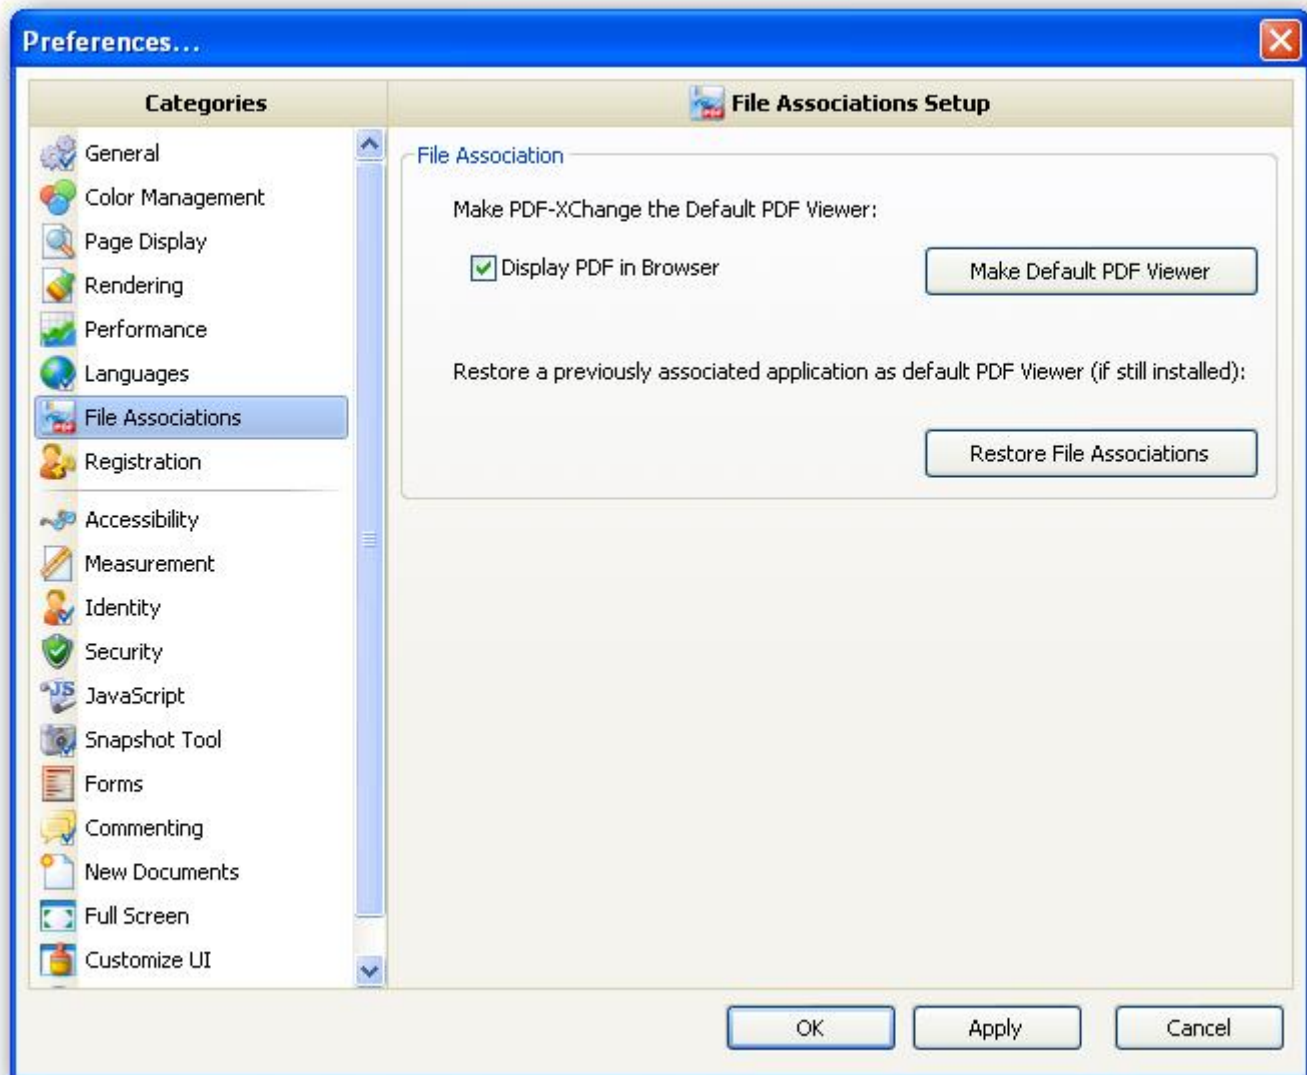 Preferences...
Categories
File Associations Setup
General
Color Management
Page Display
Rendering
Performance
Languages
File Associations
Registration
Accessibility
Measurement
Identity
Security
JavaScript
Snapshot Tool
Forms
Commenting
New Documents
Full Screen
Customize UI
File Association
Make PDF-XChange the Default PDF Viewer:
Display PDF in Browser
Make Default PDF Viewer
Restore a previously associated application as default PDF Viewer (if still installed):
Restore File Associations
OK
Apply
Cancel